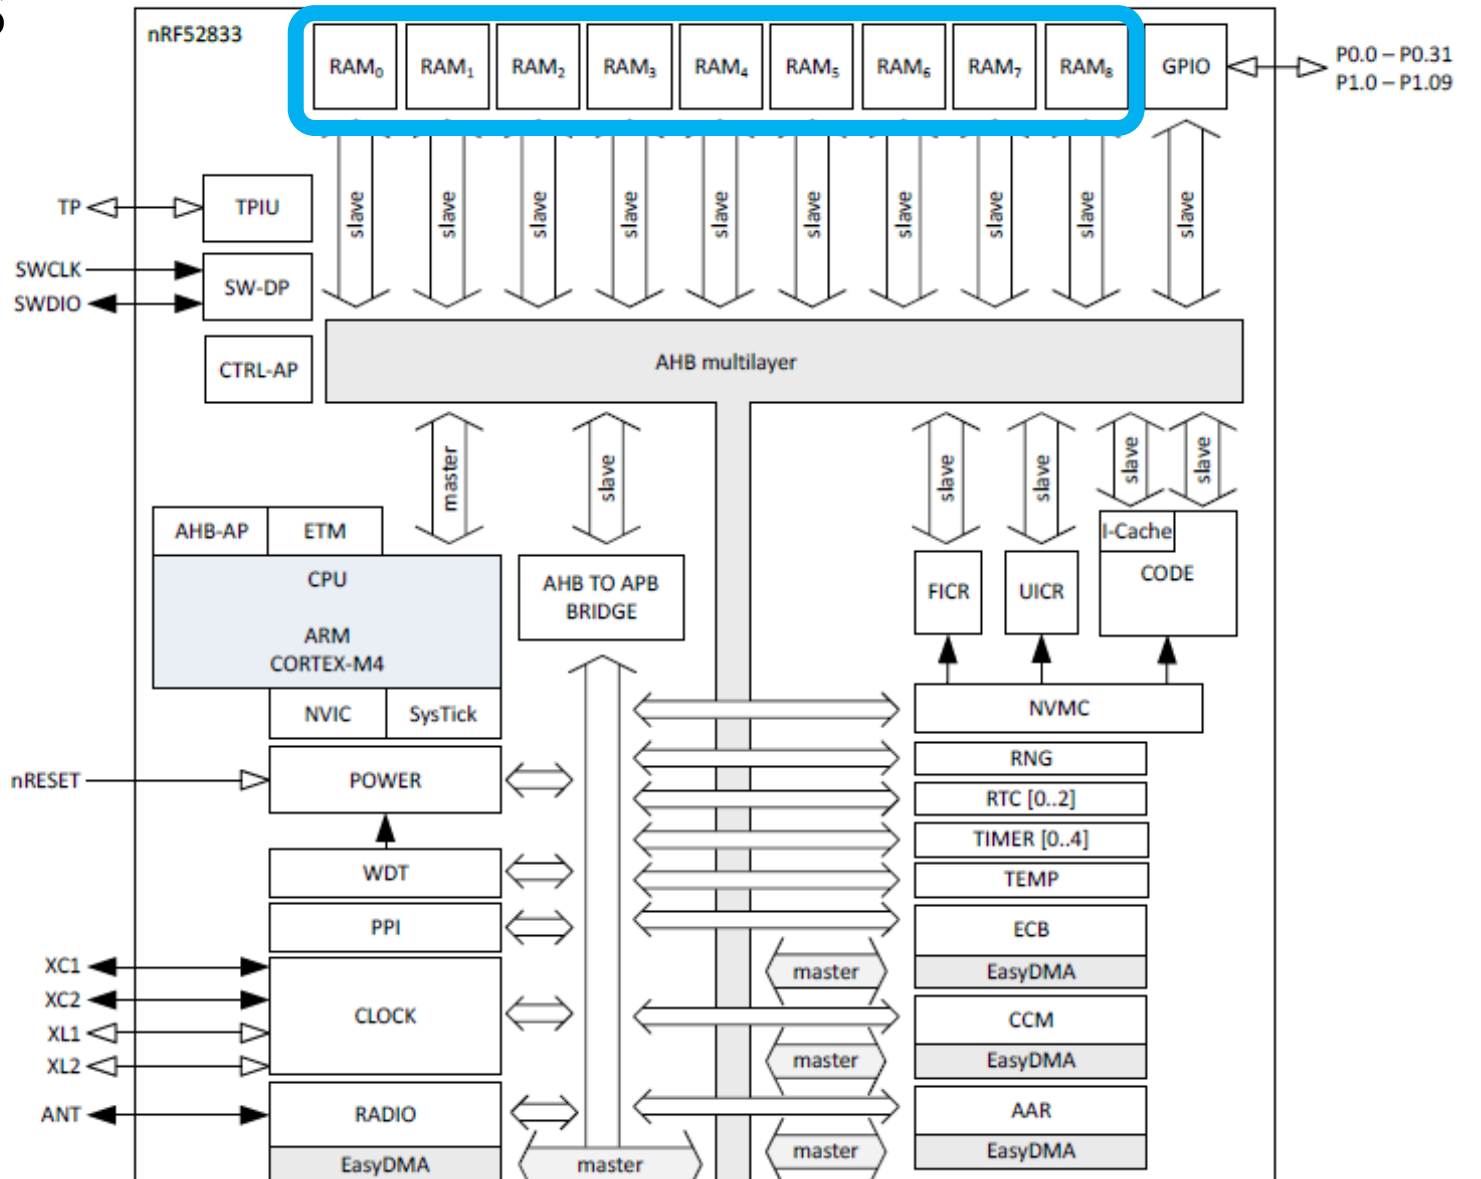 nRF52833
RAM0 RAM1 RAM2 RAM3 RAM4 RAM5 RAM6 RAM7 RAM8 GPIO
P0.0 – P0.31
P1.0 – P1.09
slave slave slave slave slave slave slave slave slave slave
TP TPIU
SWCLK
SW-DP
SWDIO
CTRL-AP
AHB multilayer
master slave slave slave slave slave
AHB-AP ETM
I-Cache
CPU
AHB TO APB
BRIDGE
FICR UICR CODE
ARM
CORTEX-M4
NVIC SysTick
NVMC
RNG
nRESET POWER
RTC [0..2]
TIMER [0..4]
WDT
TEMP
PPI
ECB
XC1
master EasyDMA
XC2
CLOCK
CCM
XL1
XL2
master EasyDMA
ANT RADIO
AAR
master EasyDMA
EasyDMA master